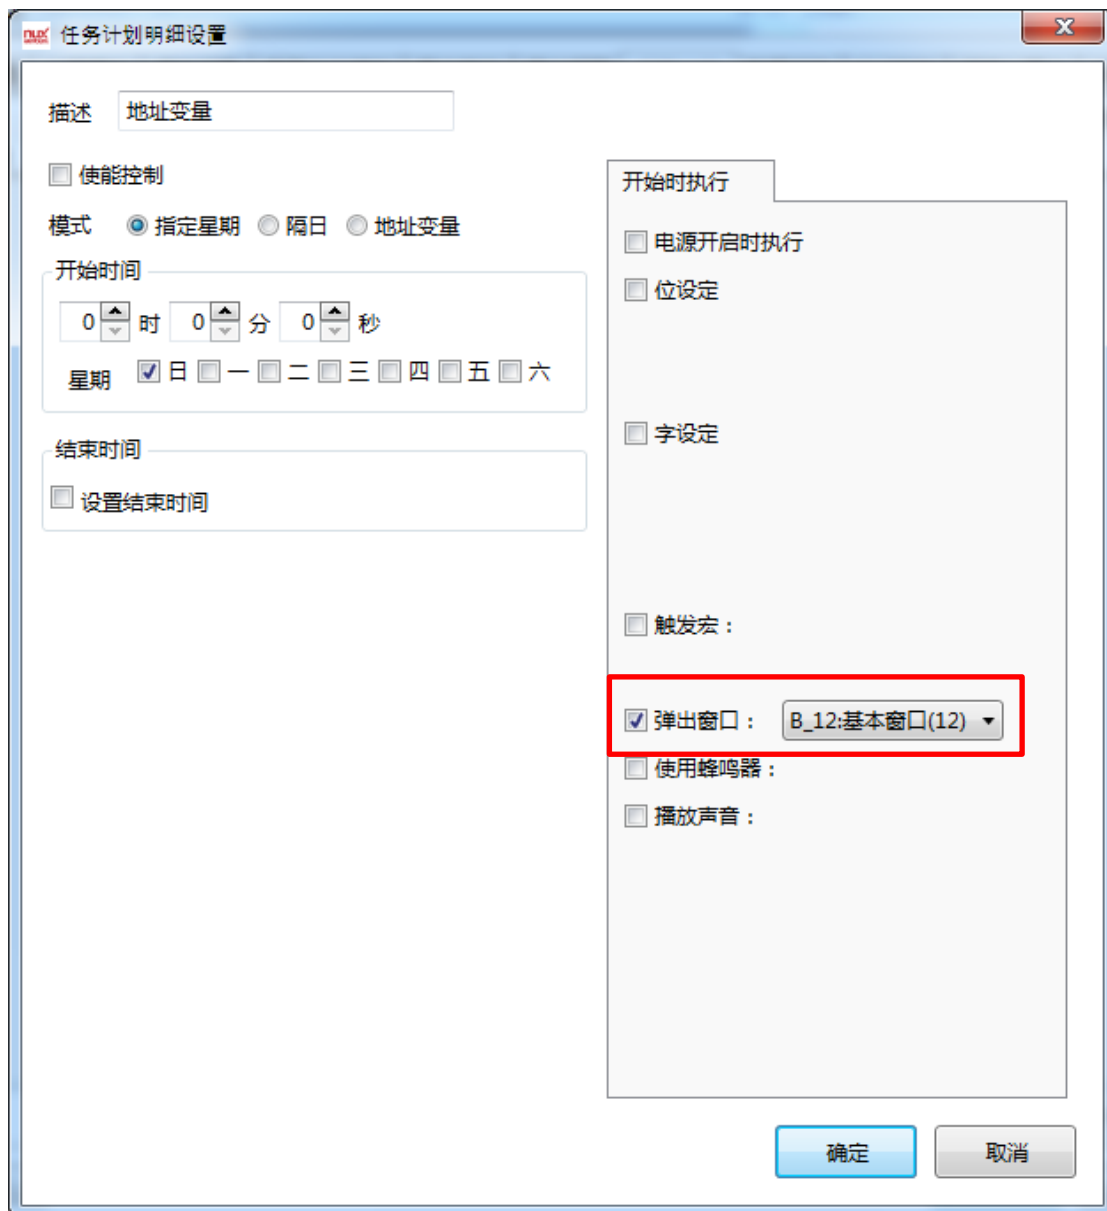 任务计划明细设置
描述 地址变量
使能控制
模式 指定星期 隔日 地址变量
开始时间
0 时 0 分 0 秒
星期 日 一 二 三 四 五 六
结束时间
设置结束时间
开始时执行
电源开启时执行
位设定
字设定
触发宏：
弹出窗口： B_12:基本窗口(12)
使用蜂鸣器：
播放声音：
确定 取消